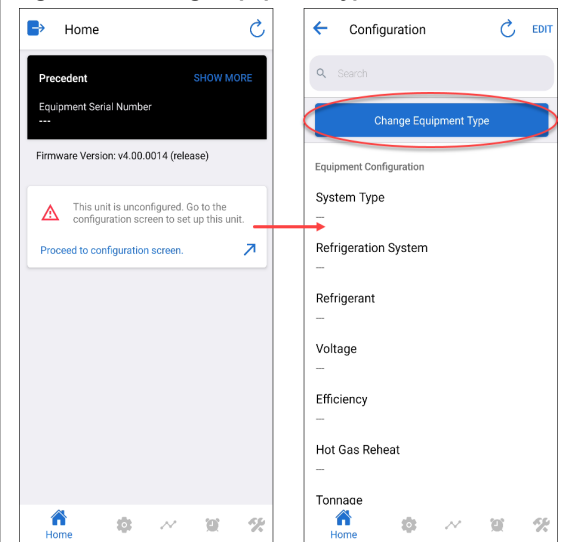 Home
Precedent
SHOW MORE
Equipment Serial Number
---
Firmware Version: v4.00.0014 (release)
This unit is unconfigured. Go to the
configuration screen to set up this unit.
Proceed to configuration screen.
Home
Configuration
EDIT
Search
Change Equipment Type
Equipment Configuration
System Type
---
Refrigeration System
---
Refrigerant
---
Voltage
---
Efficiency
---
Hot Gas Reheat
---
Tonnage
Home